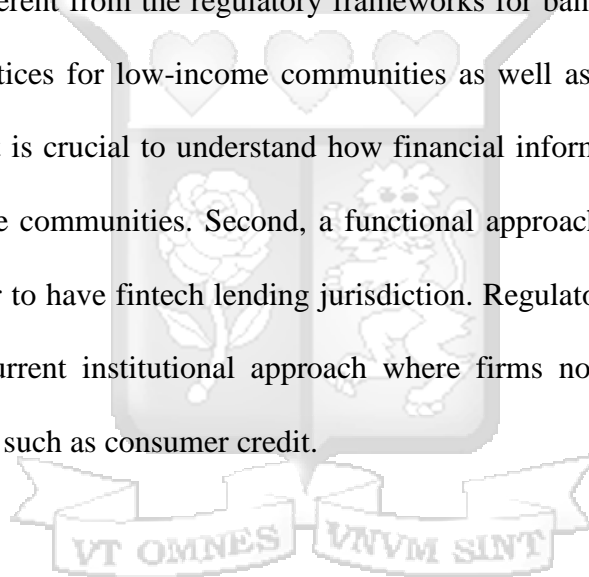 erent from the regulatory frameworks for ban
tices for low-income communities as well as
is crucial to understand how financial inform
e communities. Second, a functional approach
r to have fintech lending jurisdiction. Regulato
urrent institutional approach where firms no
such as consumer credit.
VT OMNES VNVM SINT